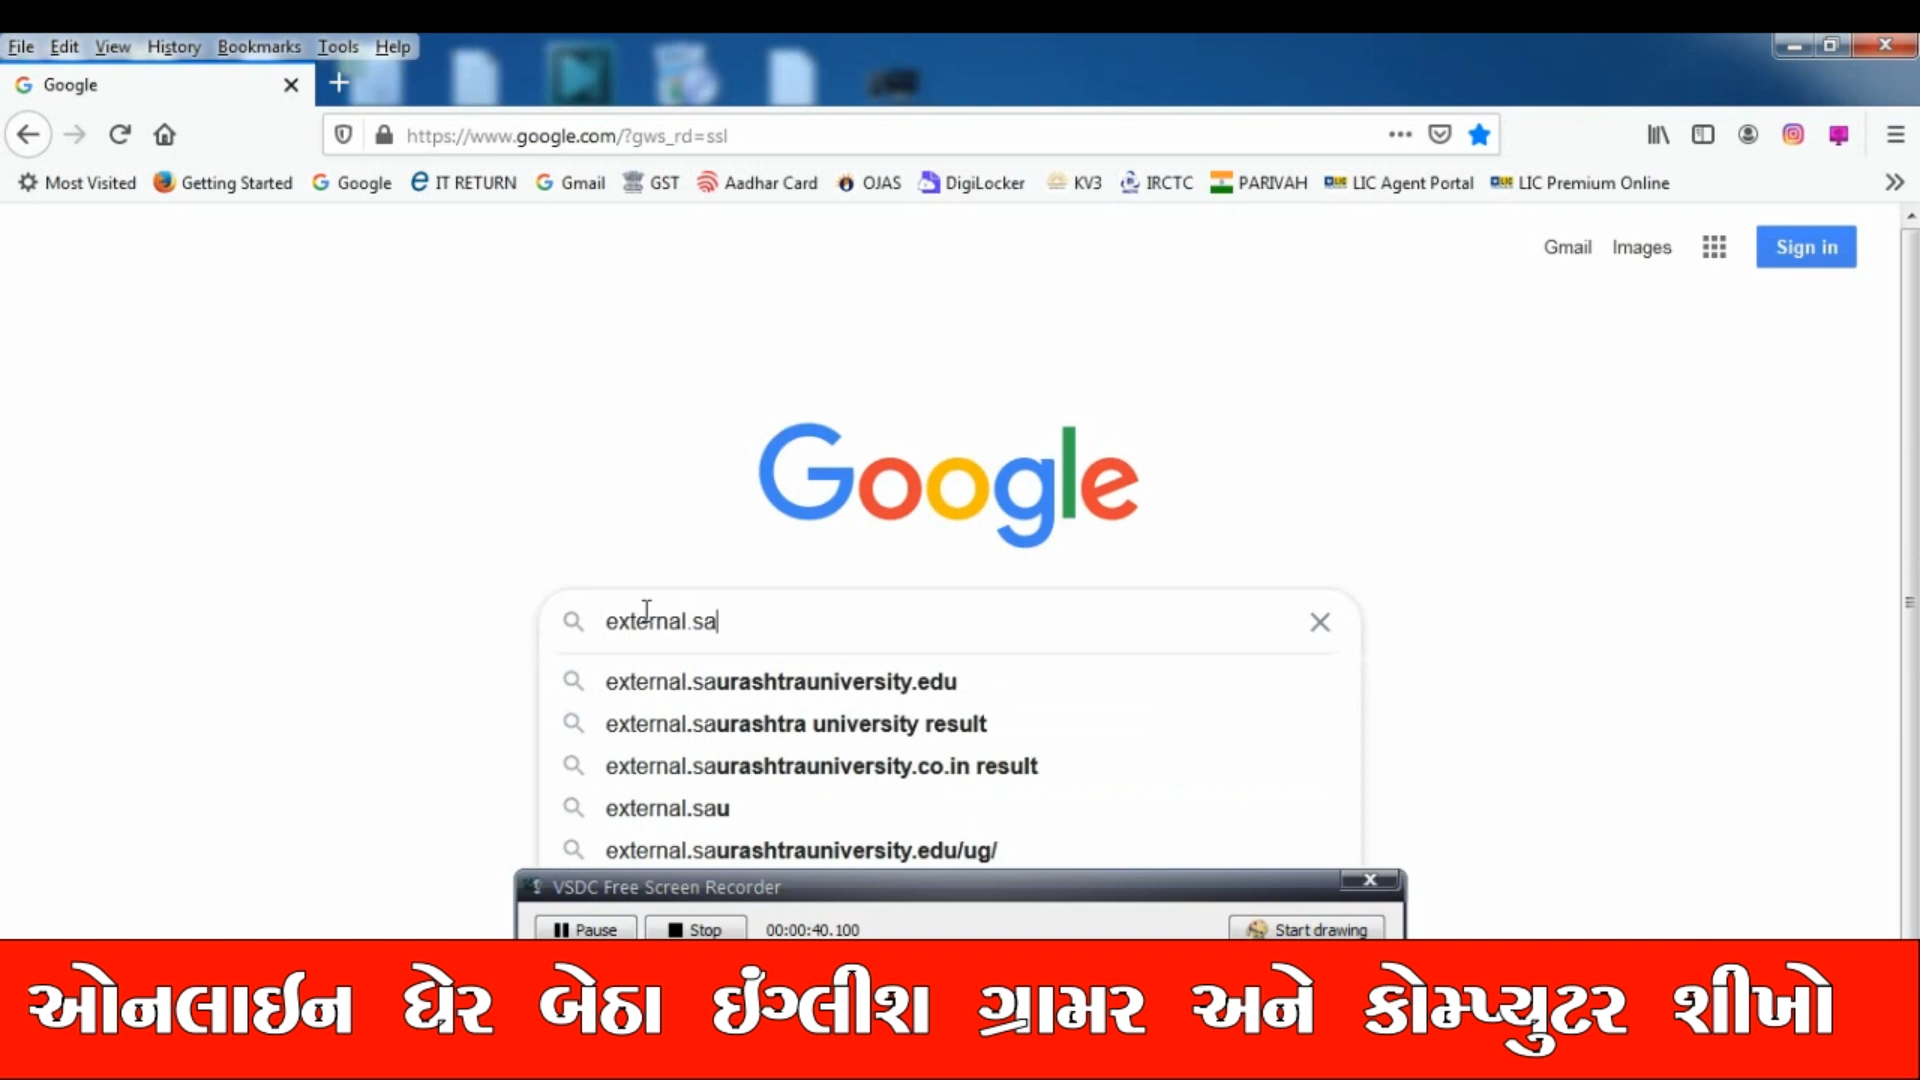 File Edit View History Bookmarks Tools Help
Google
https://www.google.com/?gws_rd=ssl
Most Visited Getting Started Google IT RETURN Gmail GST Aadhar Card OJAS DigiLocker KV3 IRCTC PARIVAH LIC Agent Portal LIC Premium Online
Gmail Images Sign in
Google
external.sa
external.saurashtrauniversity.edu
external.saurashtra university result
external.saurashtrauniversity.co.in result
external.sau
external.saurashtrauniversity.edu/ug/
VSDC Free Screen Recorder
Pause Stop 00:00:40.100 Start drawing
ઓનલાઈન ઘેર બેઠા ઇંગ્લીશ ગ્રામર અને કોમ્પ્યુટર શીખો